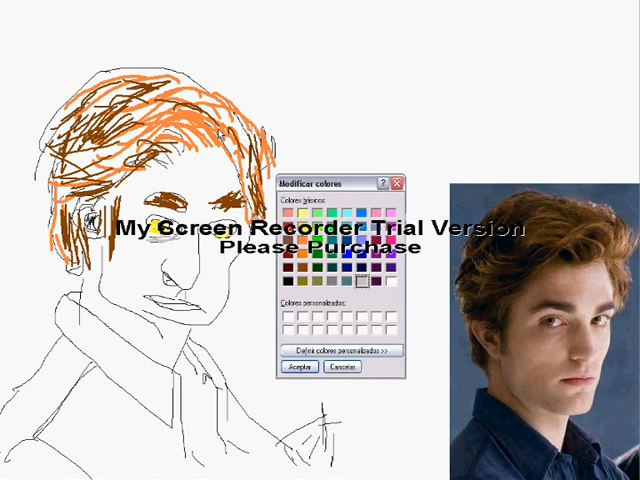 Modificar colores
Colores básicos:
My Screen Recorder Trial Version
Please Purchase
Colores personalizados:
Definir colores personalizados >>
Aceptar
Cancelar